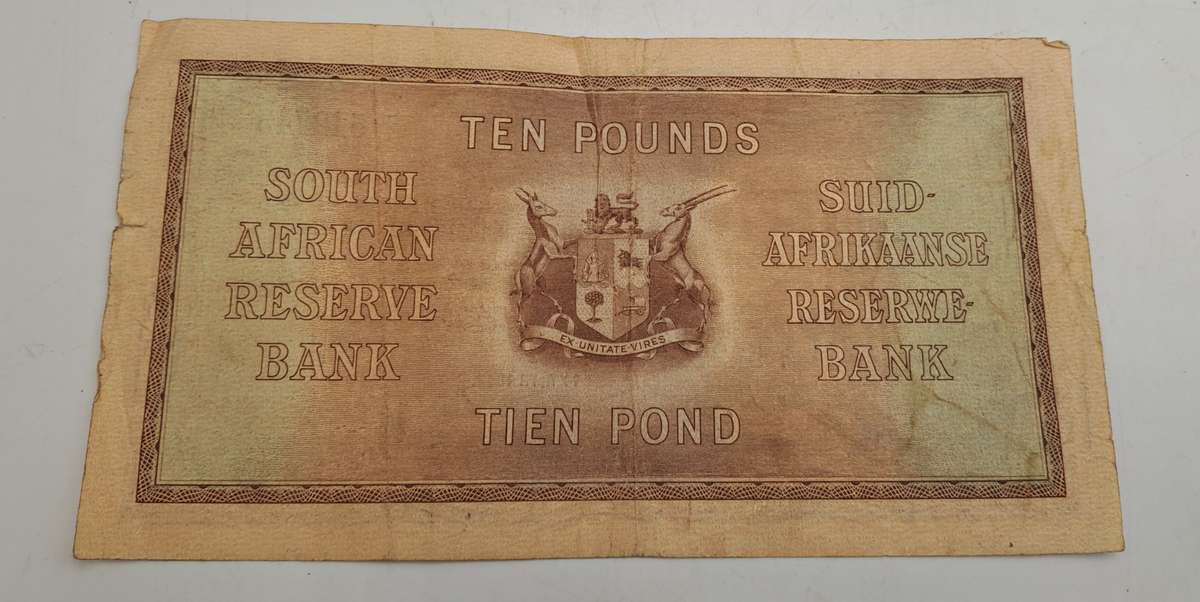 TEN POUNDS
SOUTH
AFRICAN
RESERVE
BANK
EX·UNITATE·VIRES
SUID-
AFRIKAANSE
RESERWE-
BANK
TIEN POND